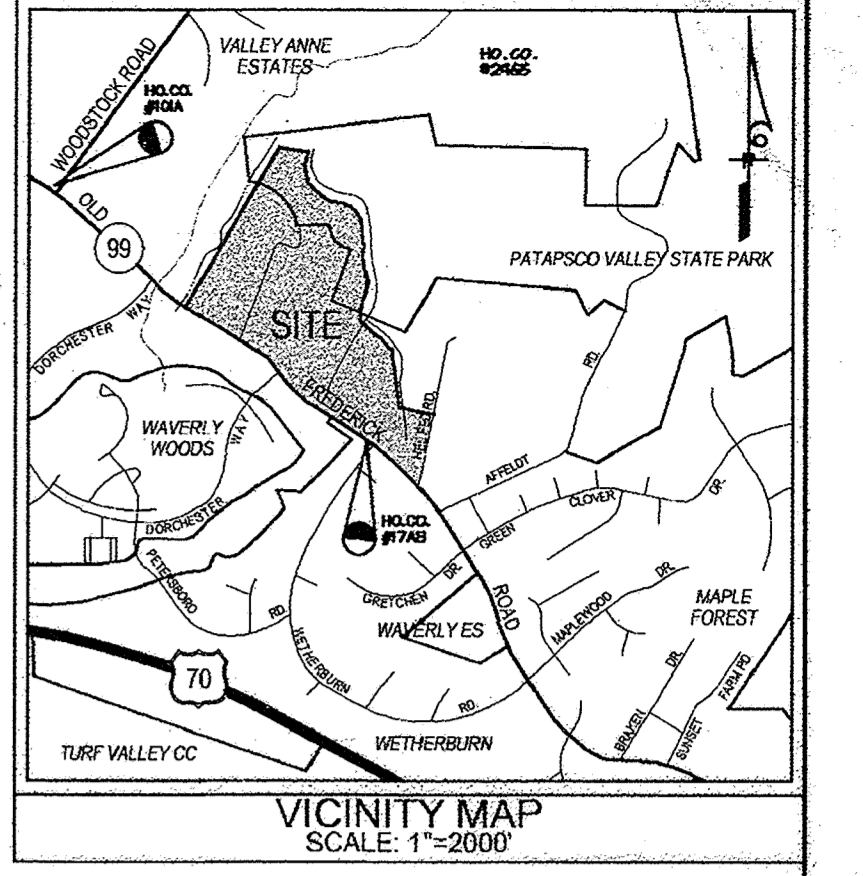 WOODSTOCK ROAD
VALLEY ANNE
ESTATES
HO.CO.
#2465
HO.CO.
#101A
OLD
99
PATAPSCO VALLEY STATE PARK
DORCHESTER WAY
SITE
FREDERICK
RD.
WAVERLY
WOODS
WAY
DORCHESTER
AFFELDT
RD.
GREEN
CLOVER
DR.
HO.CO.
#17AB
PETERSBORO
RD.
GRETCHEN
DR.
ROAD
WAVERLY ES
MAPLEWOOD
DR.
MAPLE
FOREST
WETHERBURN
RD.
70
BRAKEN
DR.
SUNSET
FARM RD.
TURF VALLEY CC
WETHERBURN
VICINITY MAP
SCALE: 1"=2000'